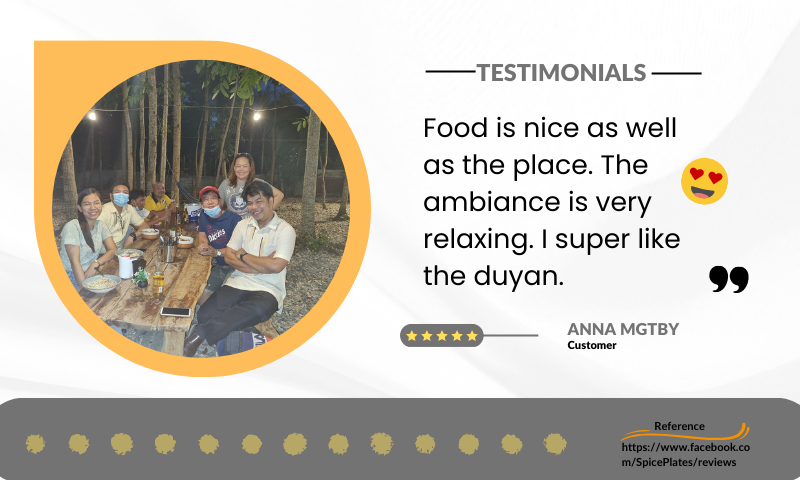 TESTIMONIALS
Food is nice as well
as the place. The
ambiance is very
relaxing. I super like
the duyan.
ANNA MGTBY
Customer
Reference
https://www.facebook.co
m/SpicePlates/reviews